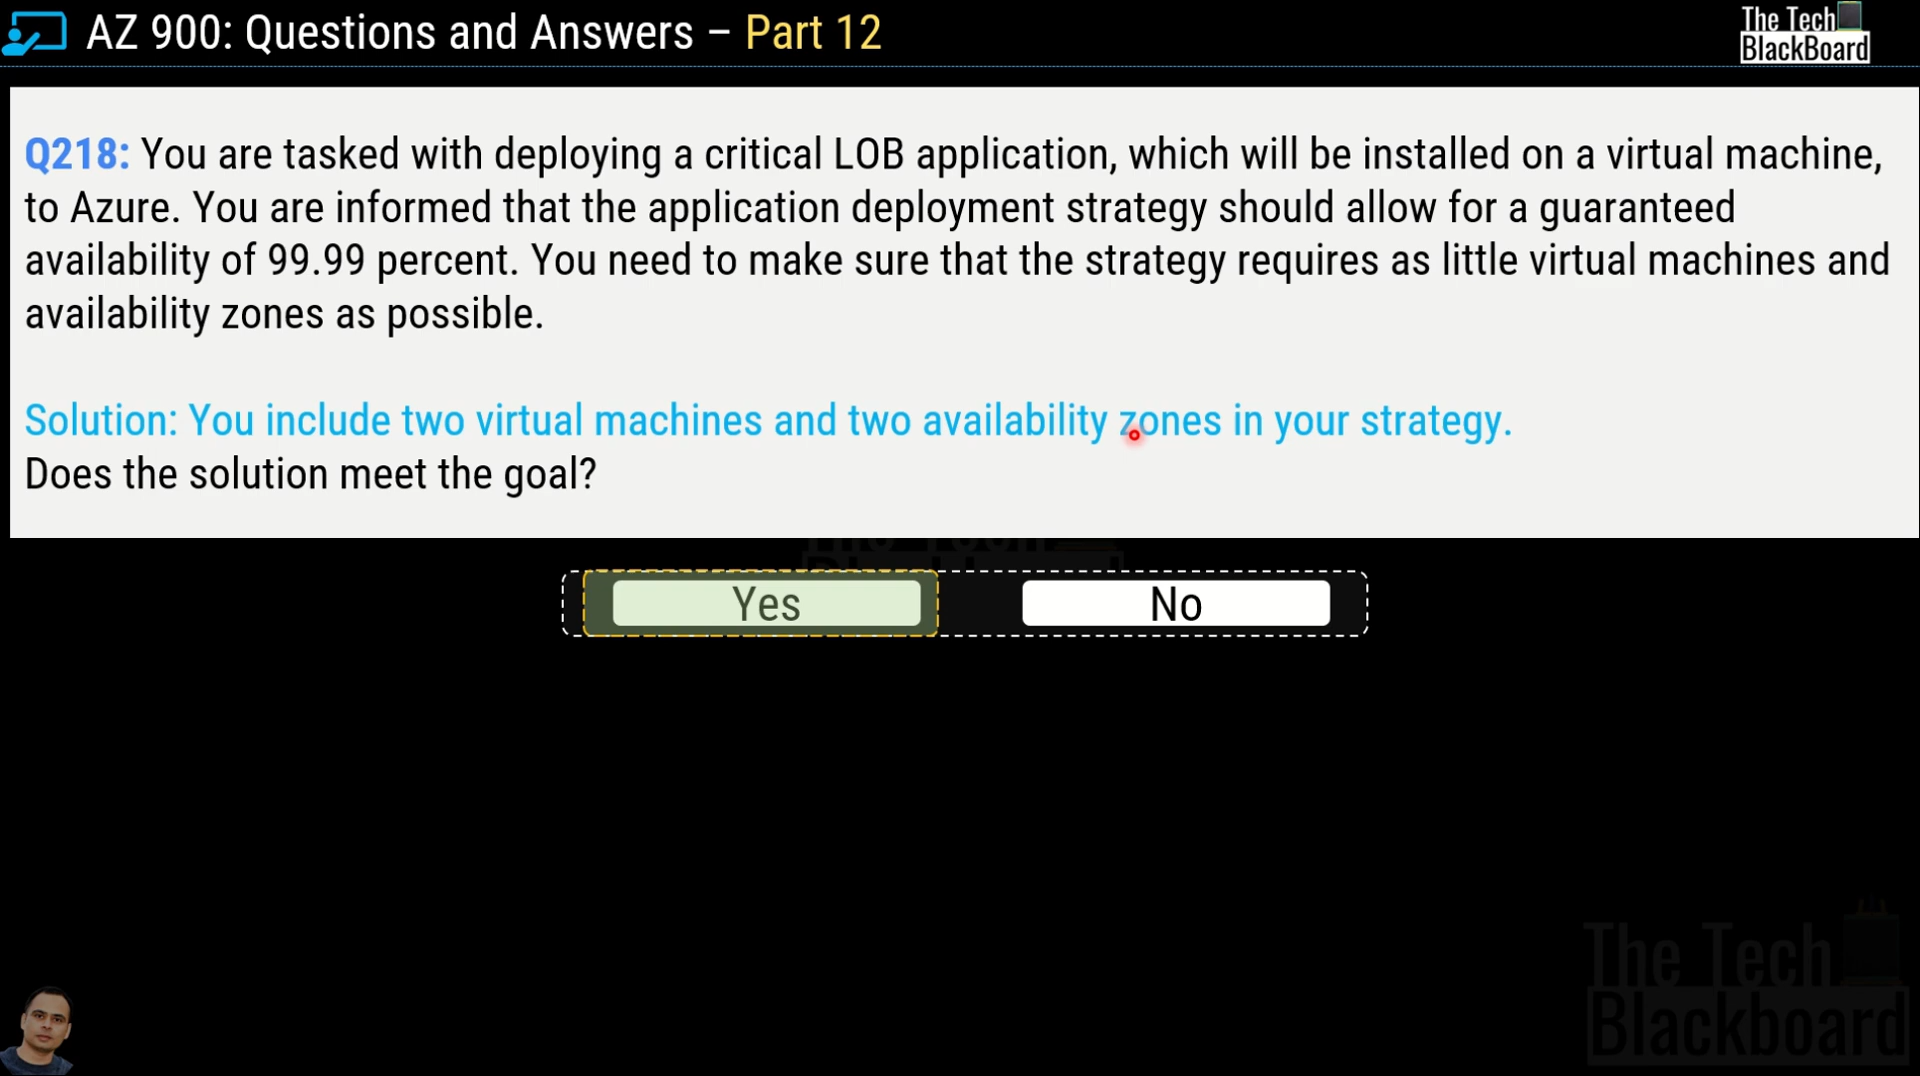 AZ 900: Questions and Answers – Part 12
The Tech
BlackBoard
Q218: You are tasked with deploying a critical LOB application, which will be installed on a virtual machine,
to Azure. You are informed that the application deployment strategy should allow for a guaranteed
availability of 99.99 percent. You need to make sure that the strategy requires as little virtual machines and
availability zones as possible.
Solution: You include two virtual machines and two availability zones in your strategy.
Does the solution meet the goal?
Yes
No
The Tech
Blackboard